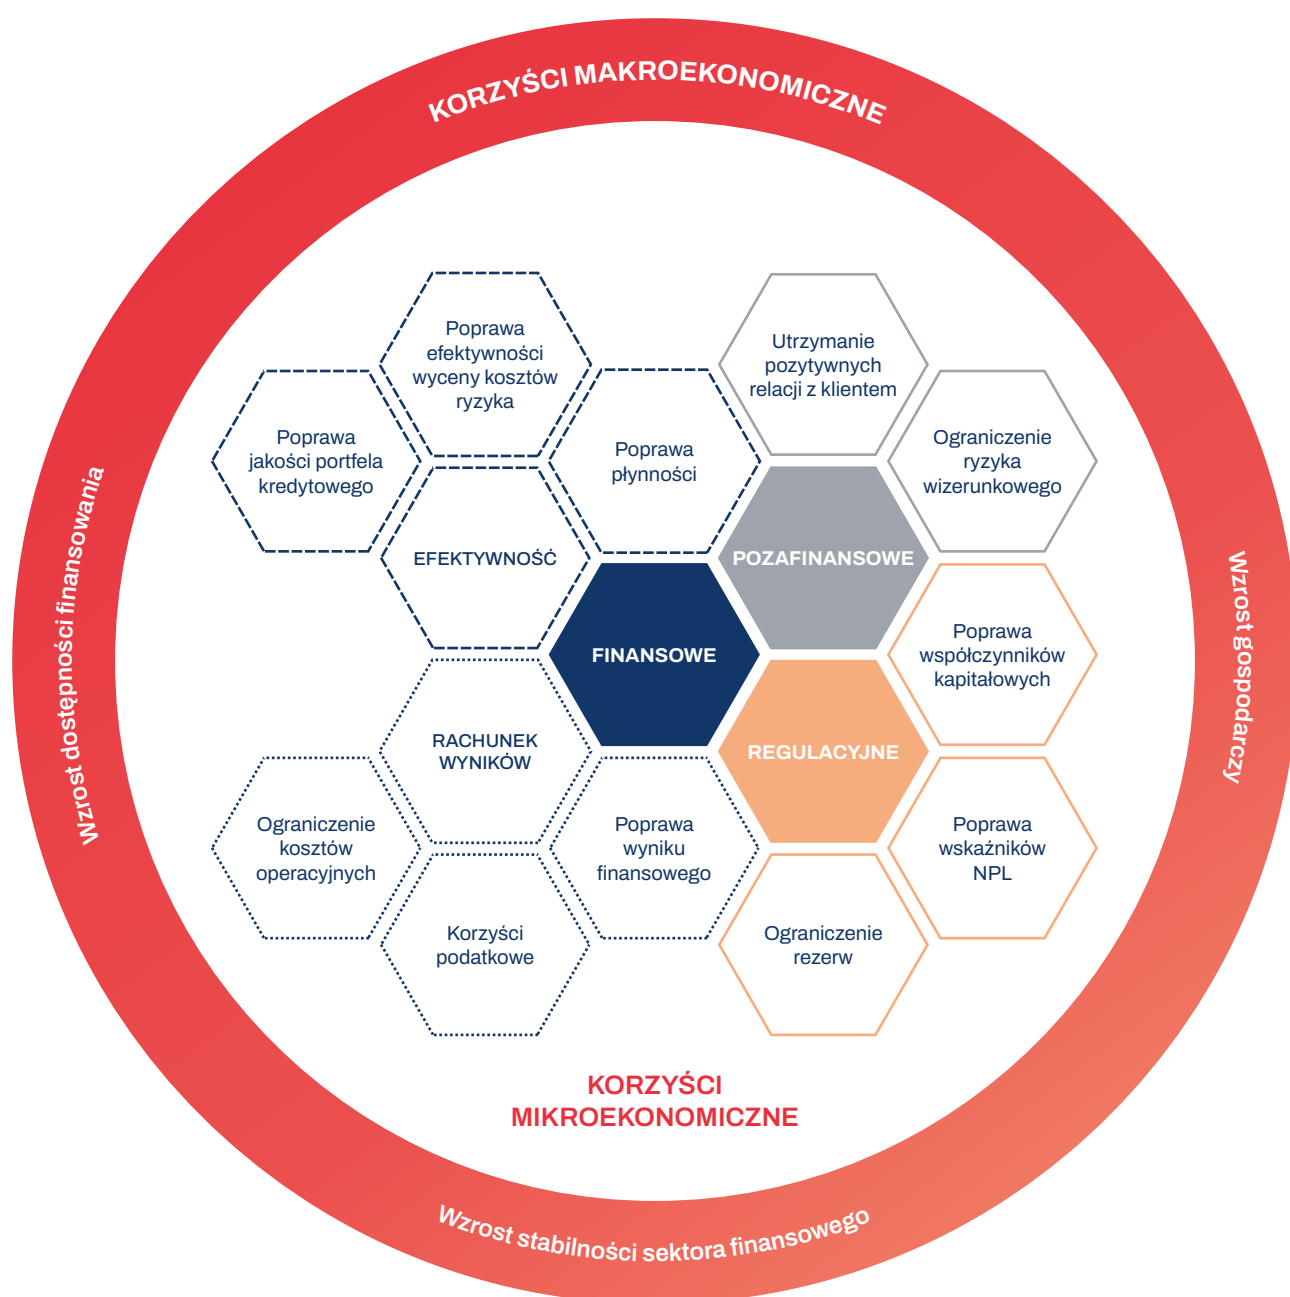 KORZYŚCI MAKROEKONOMICZNE
Wzrost dostępności finansowania
Wzrost gospodarczy
Wzrost stabilności sektora finansowego
Poprawa
efektywności
wyceny kosztów
ryzyka
Utrzymanie
pozytywnych
relacji z klientem
Poprawa
jakości portfela
kredytowego
Poprawa
płynności
Ograniczenie
ryzyka
wizerunkowego
EFEKTYWNOŚĆ
POZAFINANSOWE
FINANSOWE
Poprawa
współczynników
kapitałowych
RACHUNEK
WYNIKÓW
REGULACYJNE
Ograniczenie
kosztów
operacyjnych
Poprawa
wyniku
finansowego
Poprawa
wskaźników
NPL
Korzyści
podatkowe
Ograniczenie
rezerw
KORZYŚCI
MIKROEKONOMICZNE